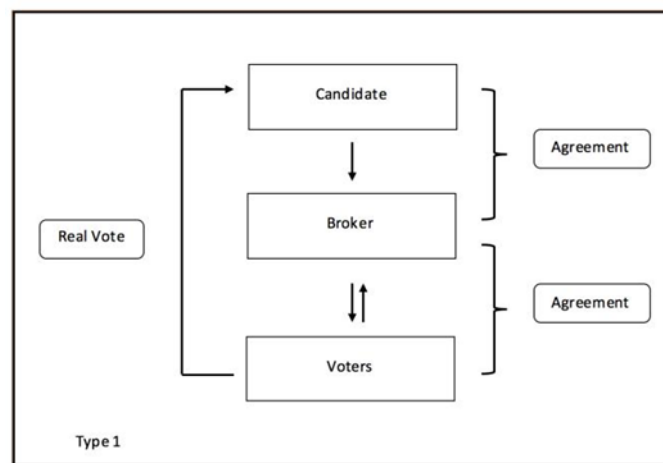 Candidate
Agreement
Broker
Real Vote
Agreement
Voters
Type 1